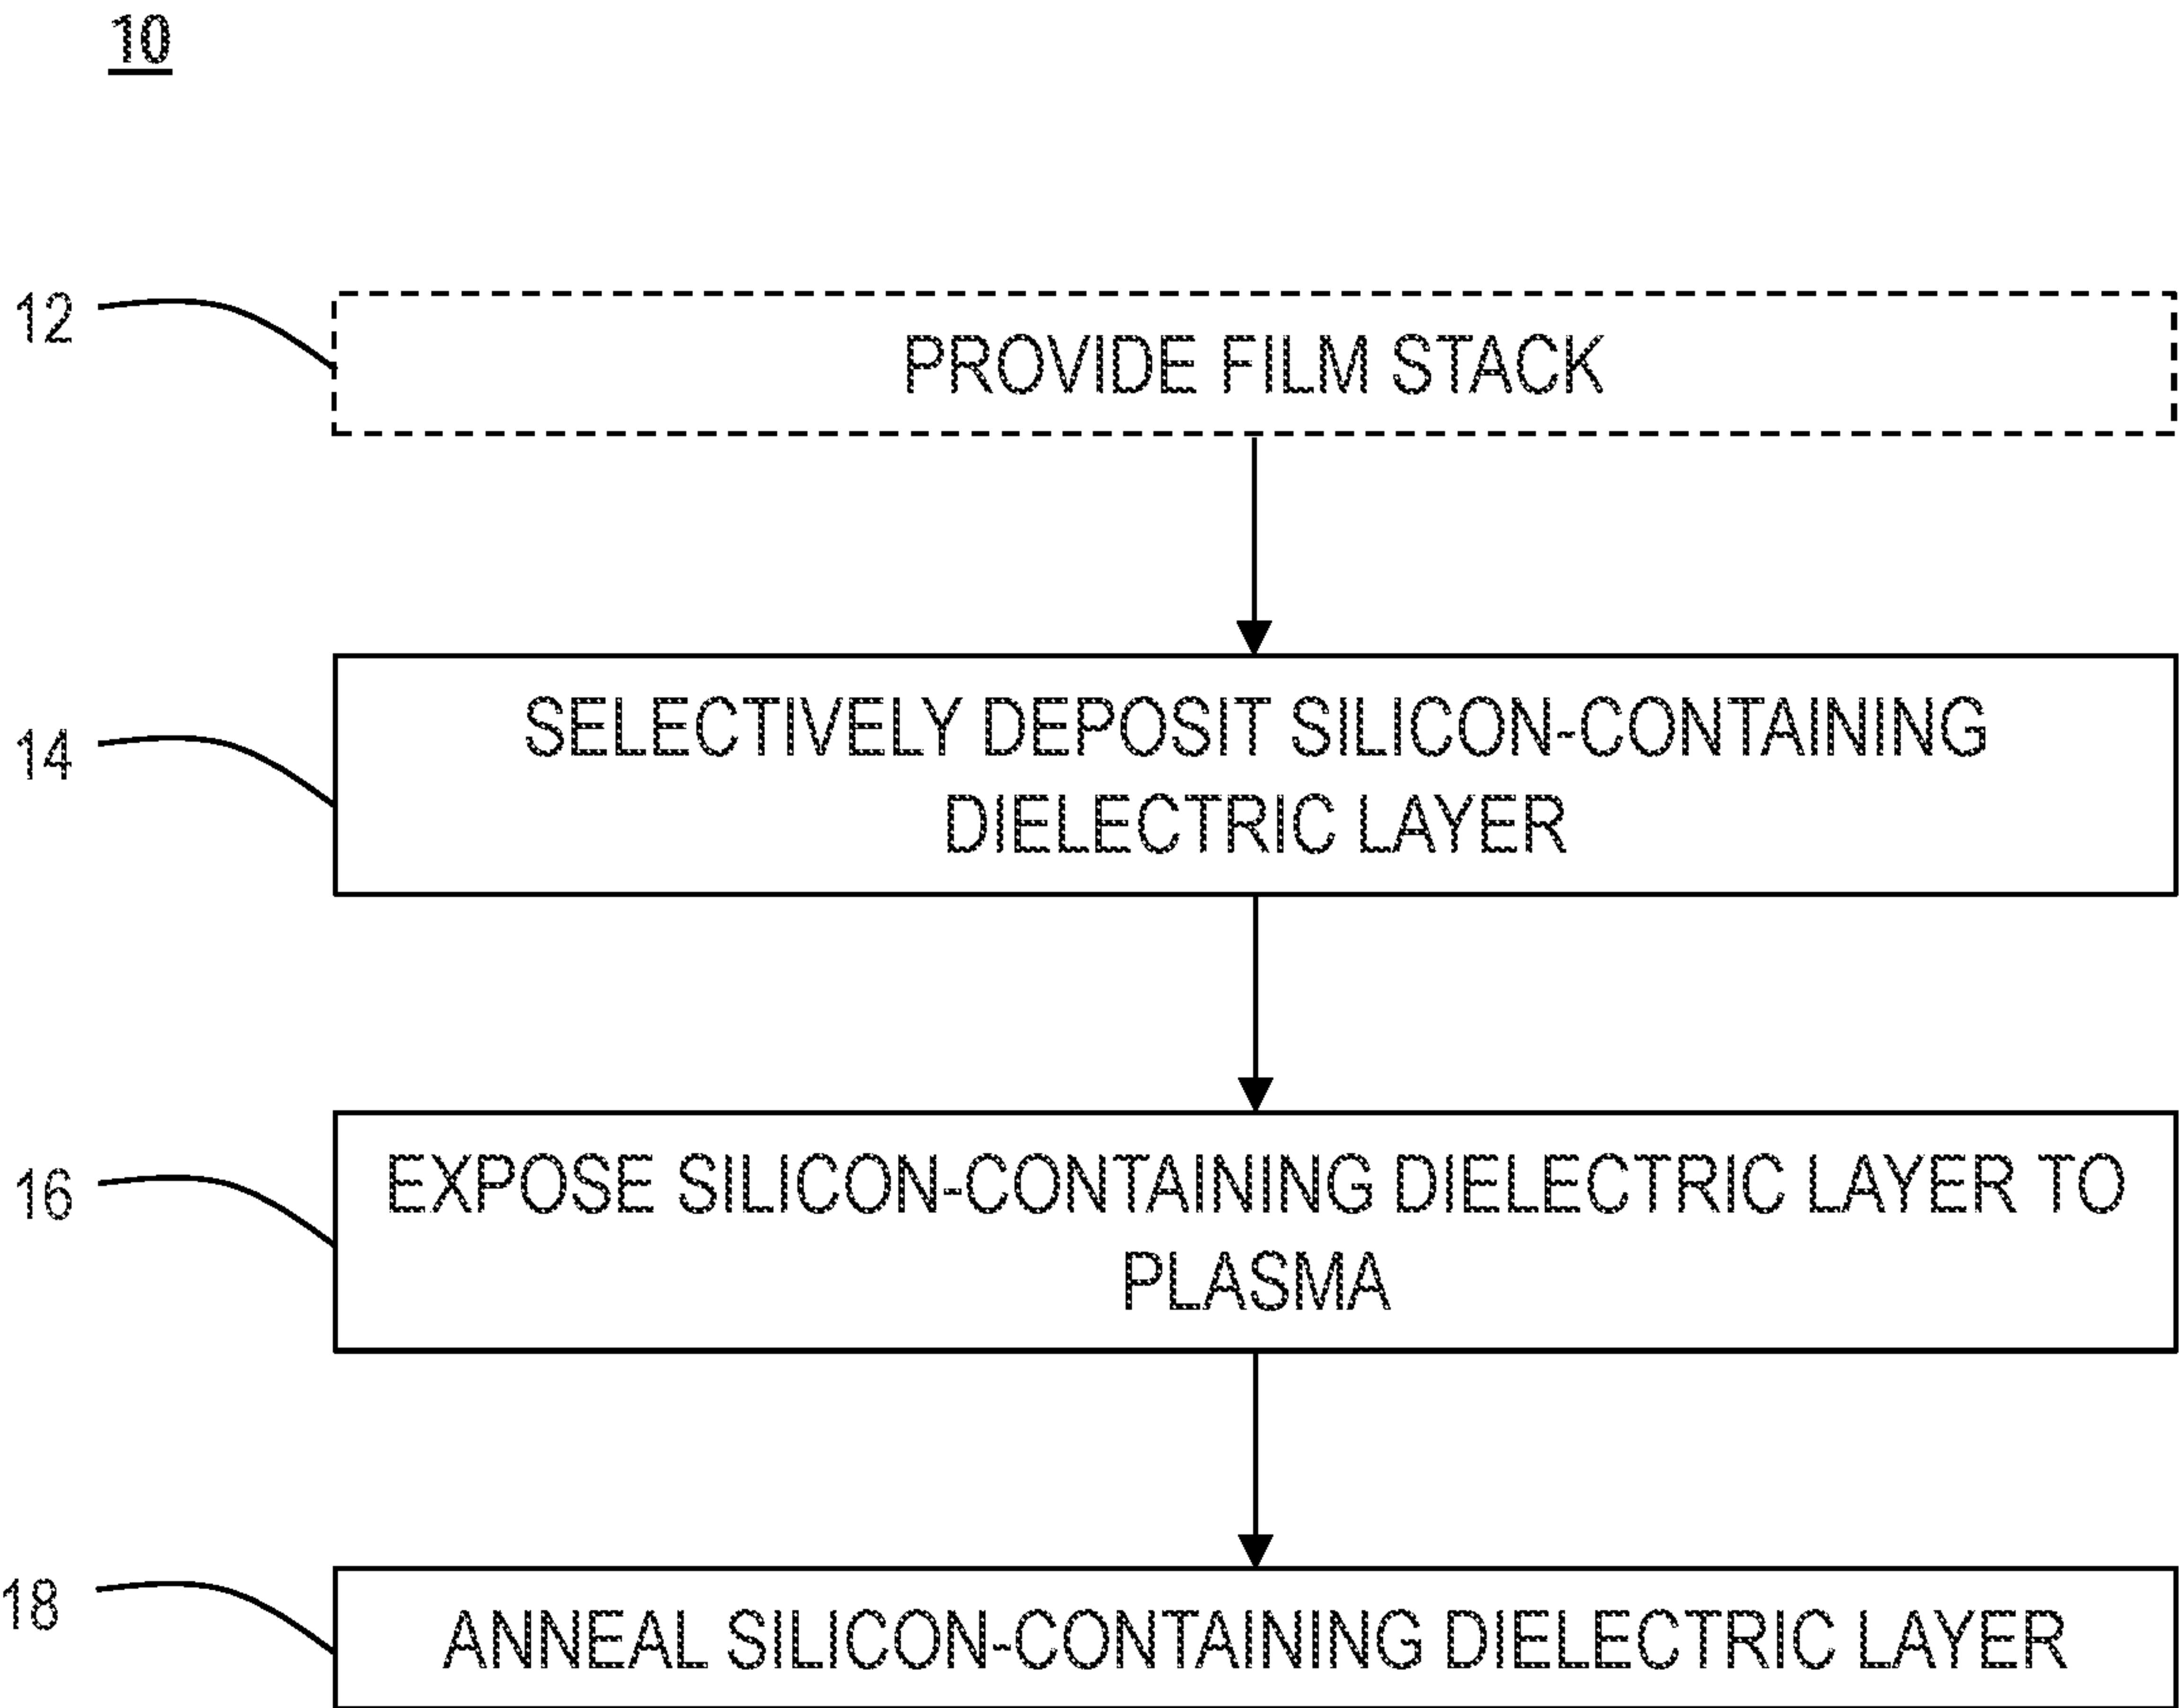 10
12
PROVIDE FILM STACK
14
SELECTIVELY DEPOSIT SILICON-CONTAINING
DIELECTRIC LAYER
16
EXPOSE SILICON-CONTAINING DIELECTRIC LAYER TO
PLASMA
18
ANNEAL SILICON-CONTAINING DIELECTRIC LAYER